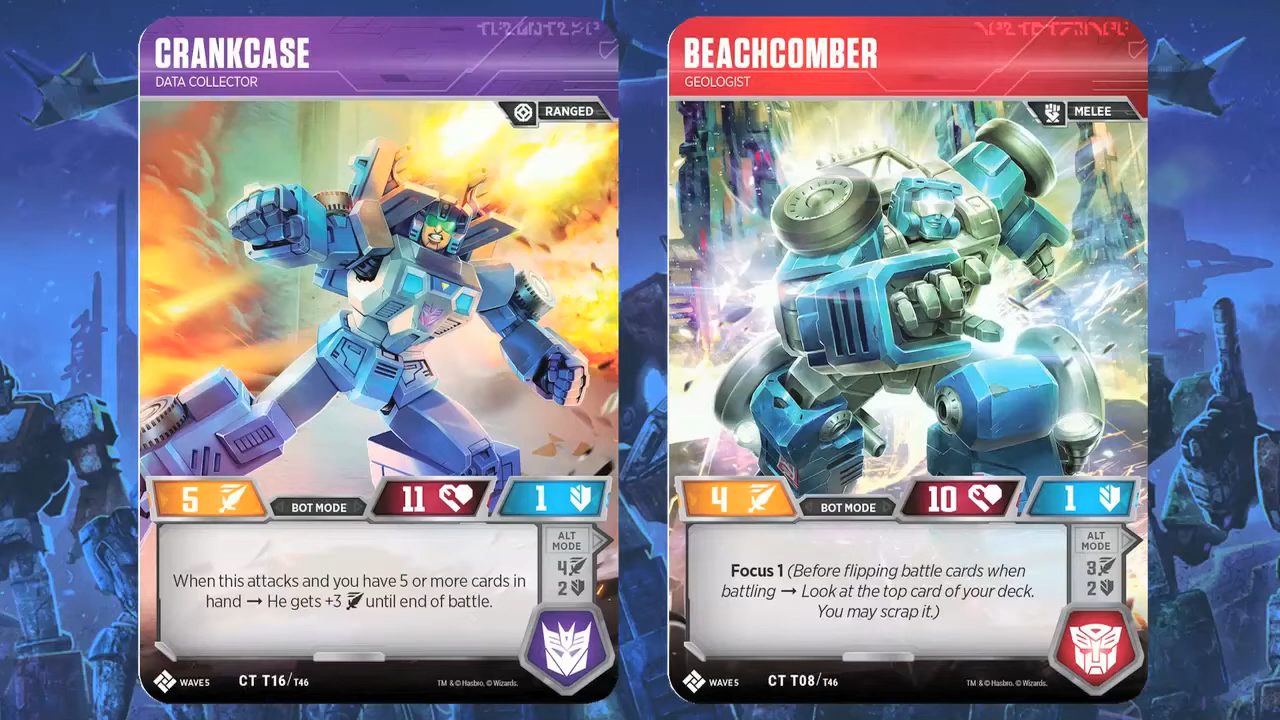 CRANKCASE
DATA COLLECTOR
RANGED
5
BOT MODE
11
1
When this attacks and you have 5 or more cards in
hand → He gets +3 until end of battle.
ALT
MODE
4
2
WAVE 5
CT T16/T46
TM & © Hasbro. © Wizards.
BEACHCOMBER
GEOLOGIST
MELEE
4
BOT MODE
10
1
Focus 1 (Before flipping battle cards when
battling → Look at the top card of your deck.
You may scrap it.)
ALT
MODE
3
2
WAVE 5
CT T08/T46
TM & © Hasbro. © Wizards.